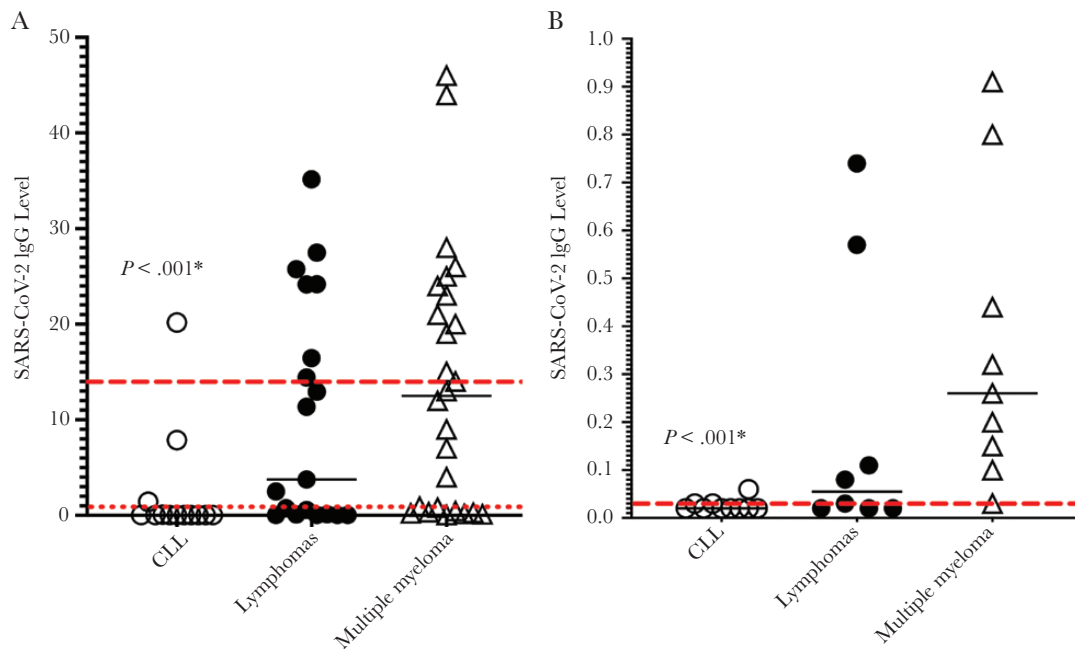 A
SARS-CoV-2 lgG Level
50
40
30
20
10
0
P < .001*
CLL
Lymphomas
Multiple myeloma
B
SARS-CoV-2 lgG Level
1.0
0.9
0.8
0.7
0.6
0.5
0.4
0.3
0.2
0.1
0.0
P < .001*
CLL
Lymphomas
Multiple myeloma